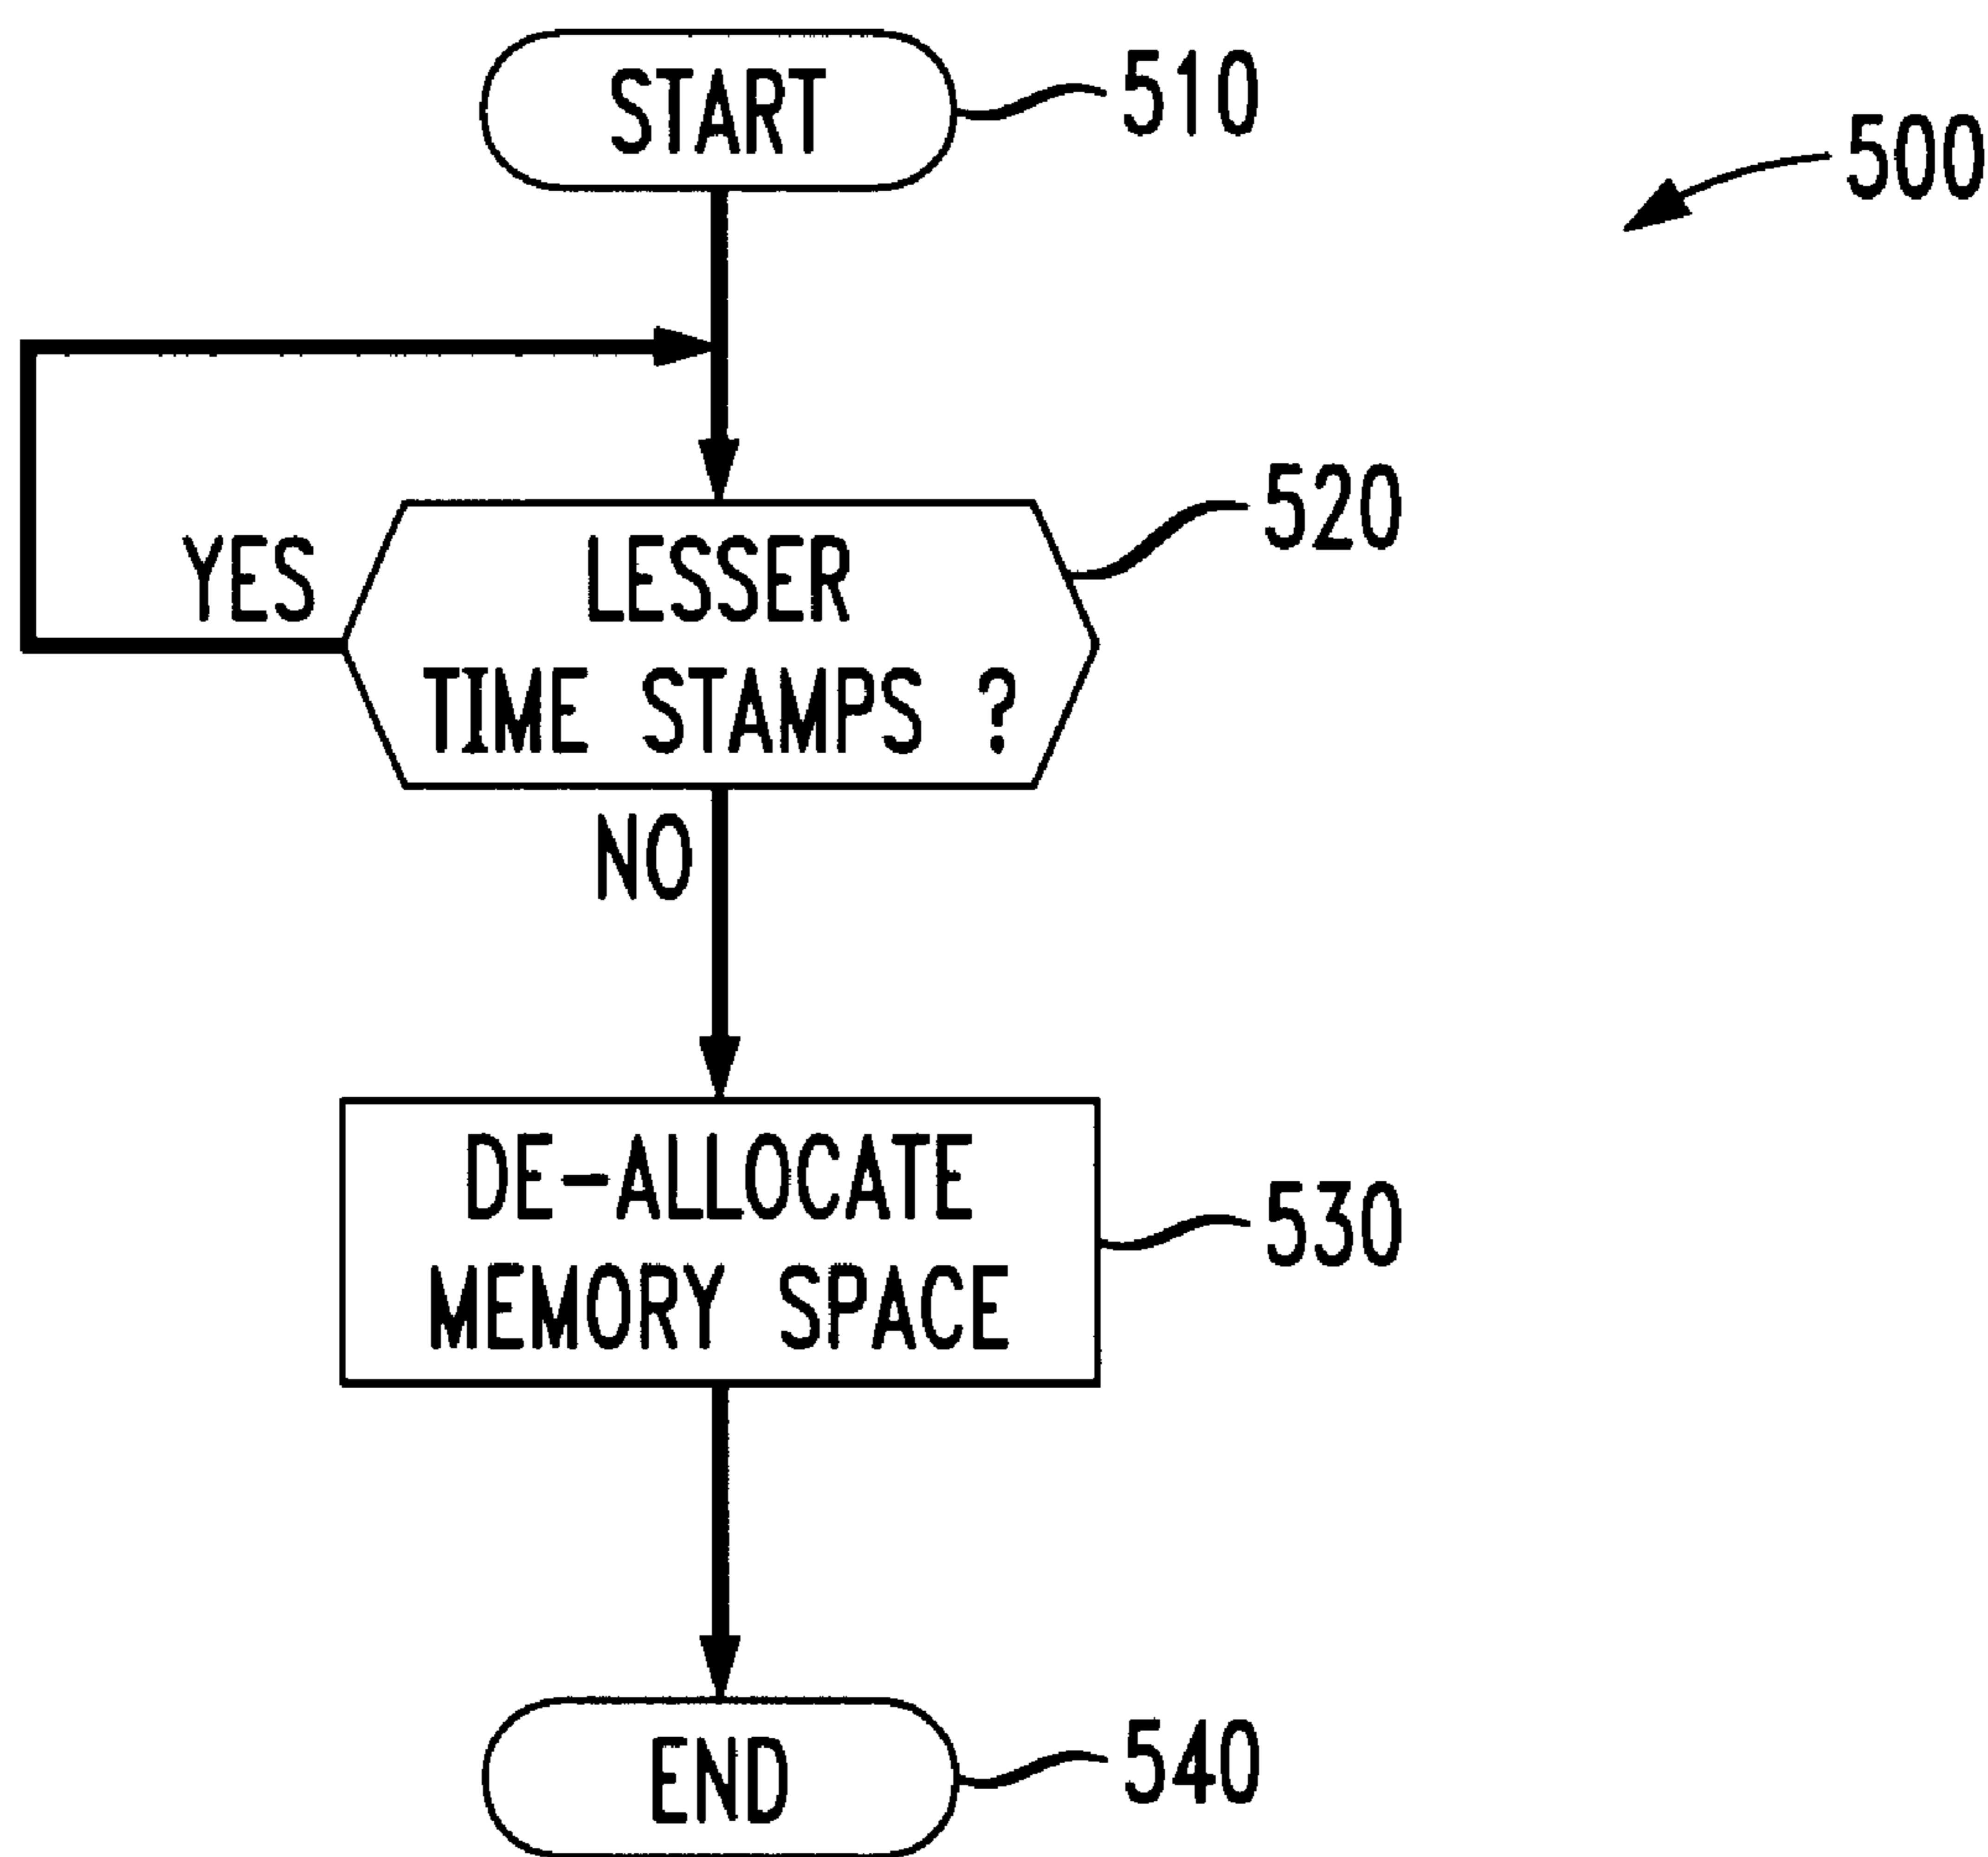 START
510
500
YES
LESSER
TIME STAMPS ?
520
NO
DE-ALLOCATE
MEMORY SPACE
530
END
540